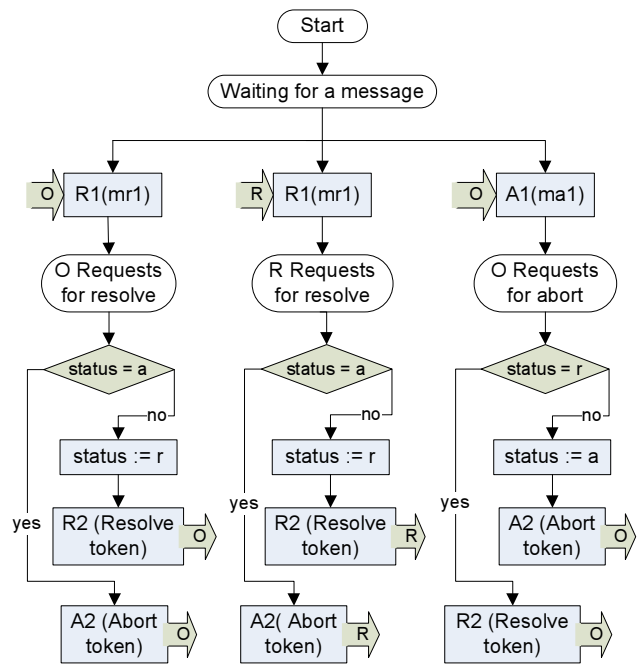 Start
Waiting for a message
O
R1(mr1)
R
R1(mr1)
O
A1(ma1)
O Requests
for resolve
R Requests
for resolve
O Requests
for abort
status = a
status = a
status = r
no
no
no
status := r
status := r
status := a
yes
yes
yes
R2 (Resolve
token)
O
R2 (Resolve
token)
R
A2 (Abort
token)
O
A2 (Abort
token)
O
A2( Abort
token)
R
R2 (Resolve
token)
O